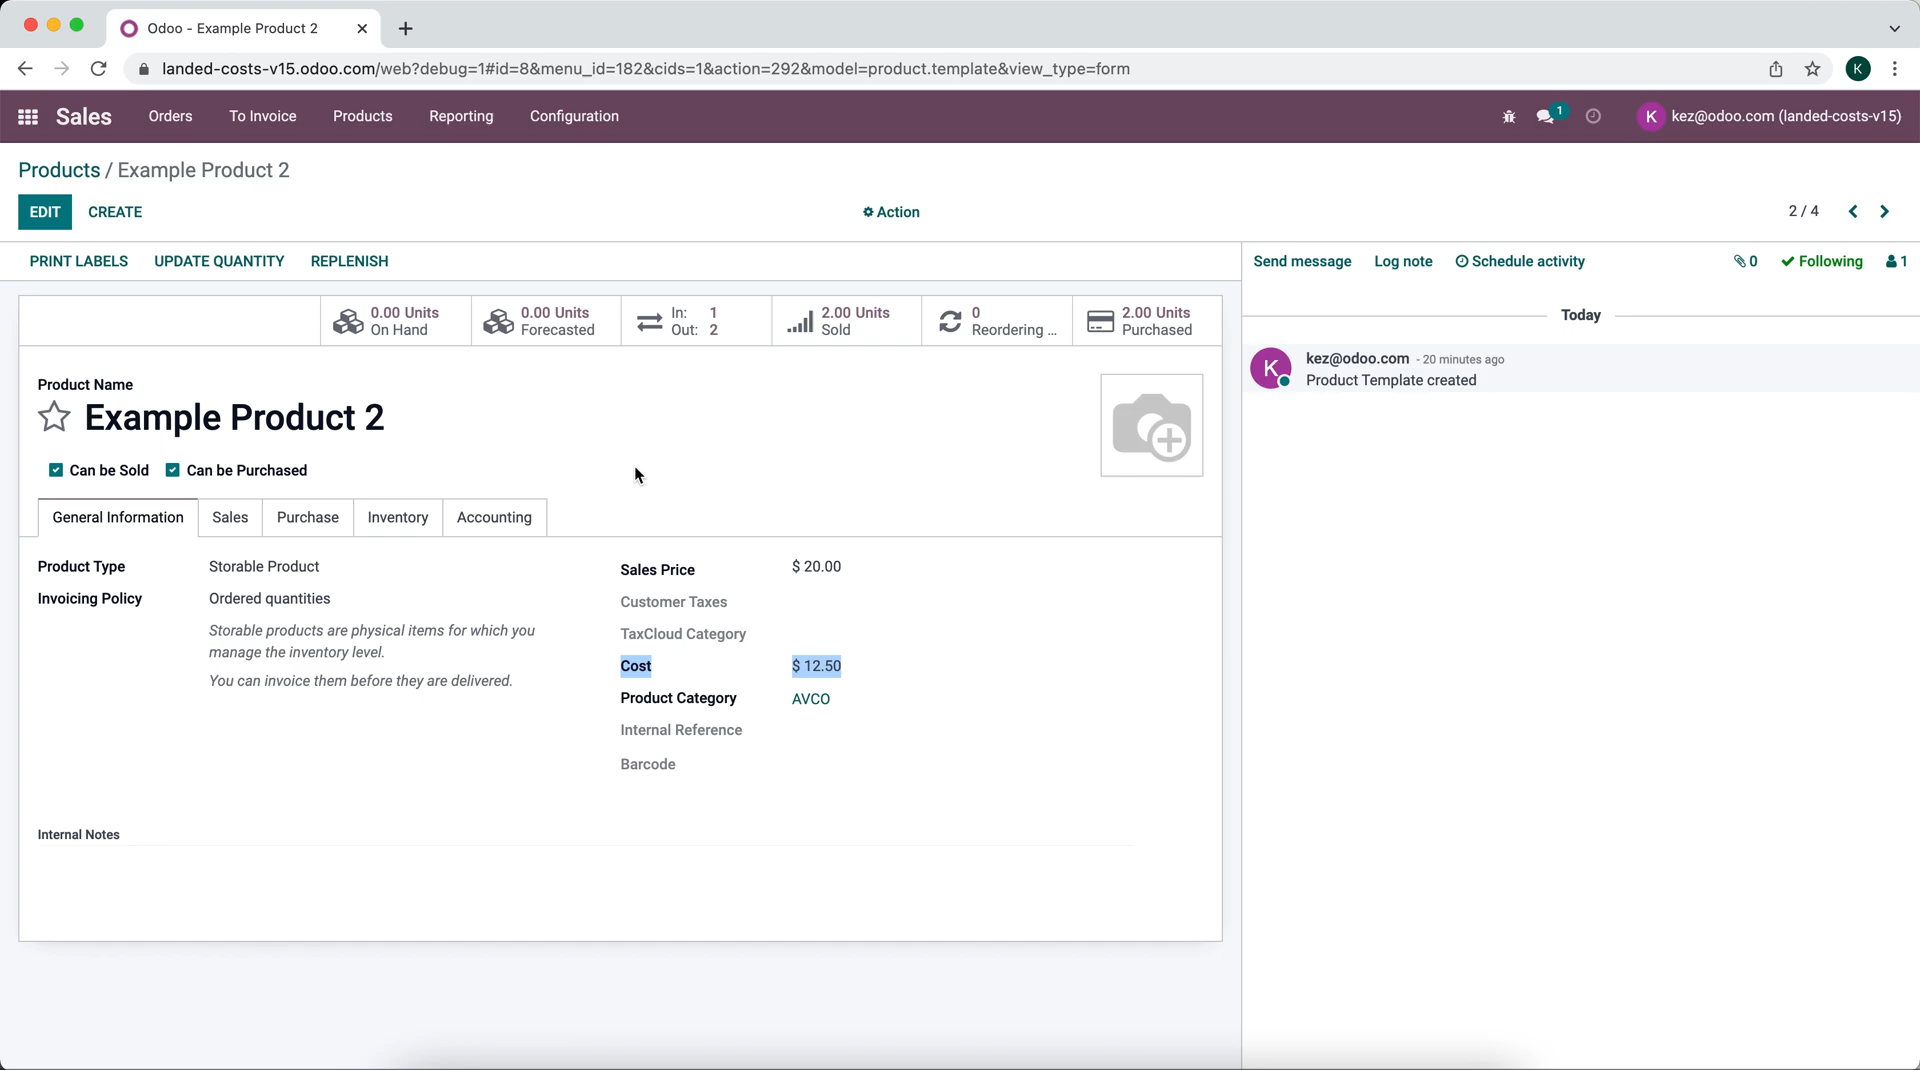 Odoo - Example Product 2
landed-costs-v15.odoo.com/web?debug=1#id=8&menu_id=182&cids=1&action=292&model=product.template&view_type=form
K
Sales Orders To Invoice Products Reporting Configuration
1
K kez@odoo.com (landed-costs-v15)
Products / Example Product 2
EDIT CREATE
Action
2 / 4
PRINT LABELS UPDATE QUANTITY REPLENISH
Send message Log note Schedule activity 0 Following 1
0.00 Units
On Hand
0.00 Units
Forecasted
In: 1
Out: 2
2.00 Units
Sold
0
Reordering ...
2.00 Units
Purchased
Today
K
kez@odoo.com - 20 minutes ago
Product Template created
Product Name
Example Product 2
Can be Sold Can be Purchased
General Information Sales Purchase Inventory Accounting
Product Type Storable Product
Invoicing Policy Ordered quantities
Storable products are physical items for which you
manage the inventory level.
You can invoice them before they are delivered.
Sales Price $ 20.00
Customer Taxes
TaxCloud Category
Cost $ 12.50
Product Category AVCO
Internal Reference
Barcode
Internal Notes